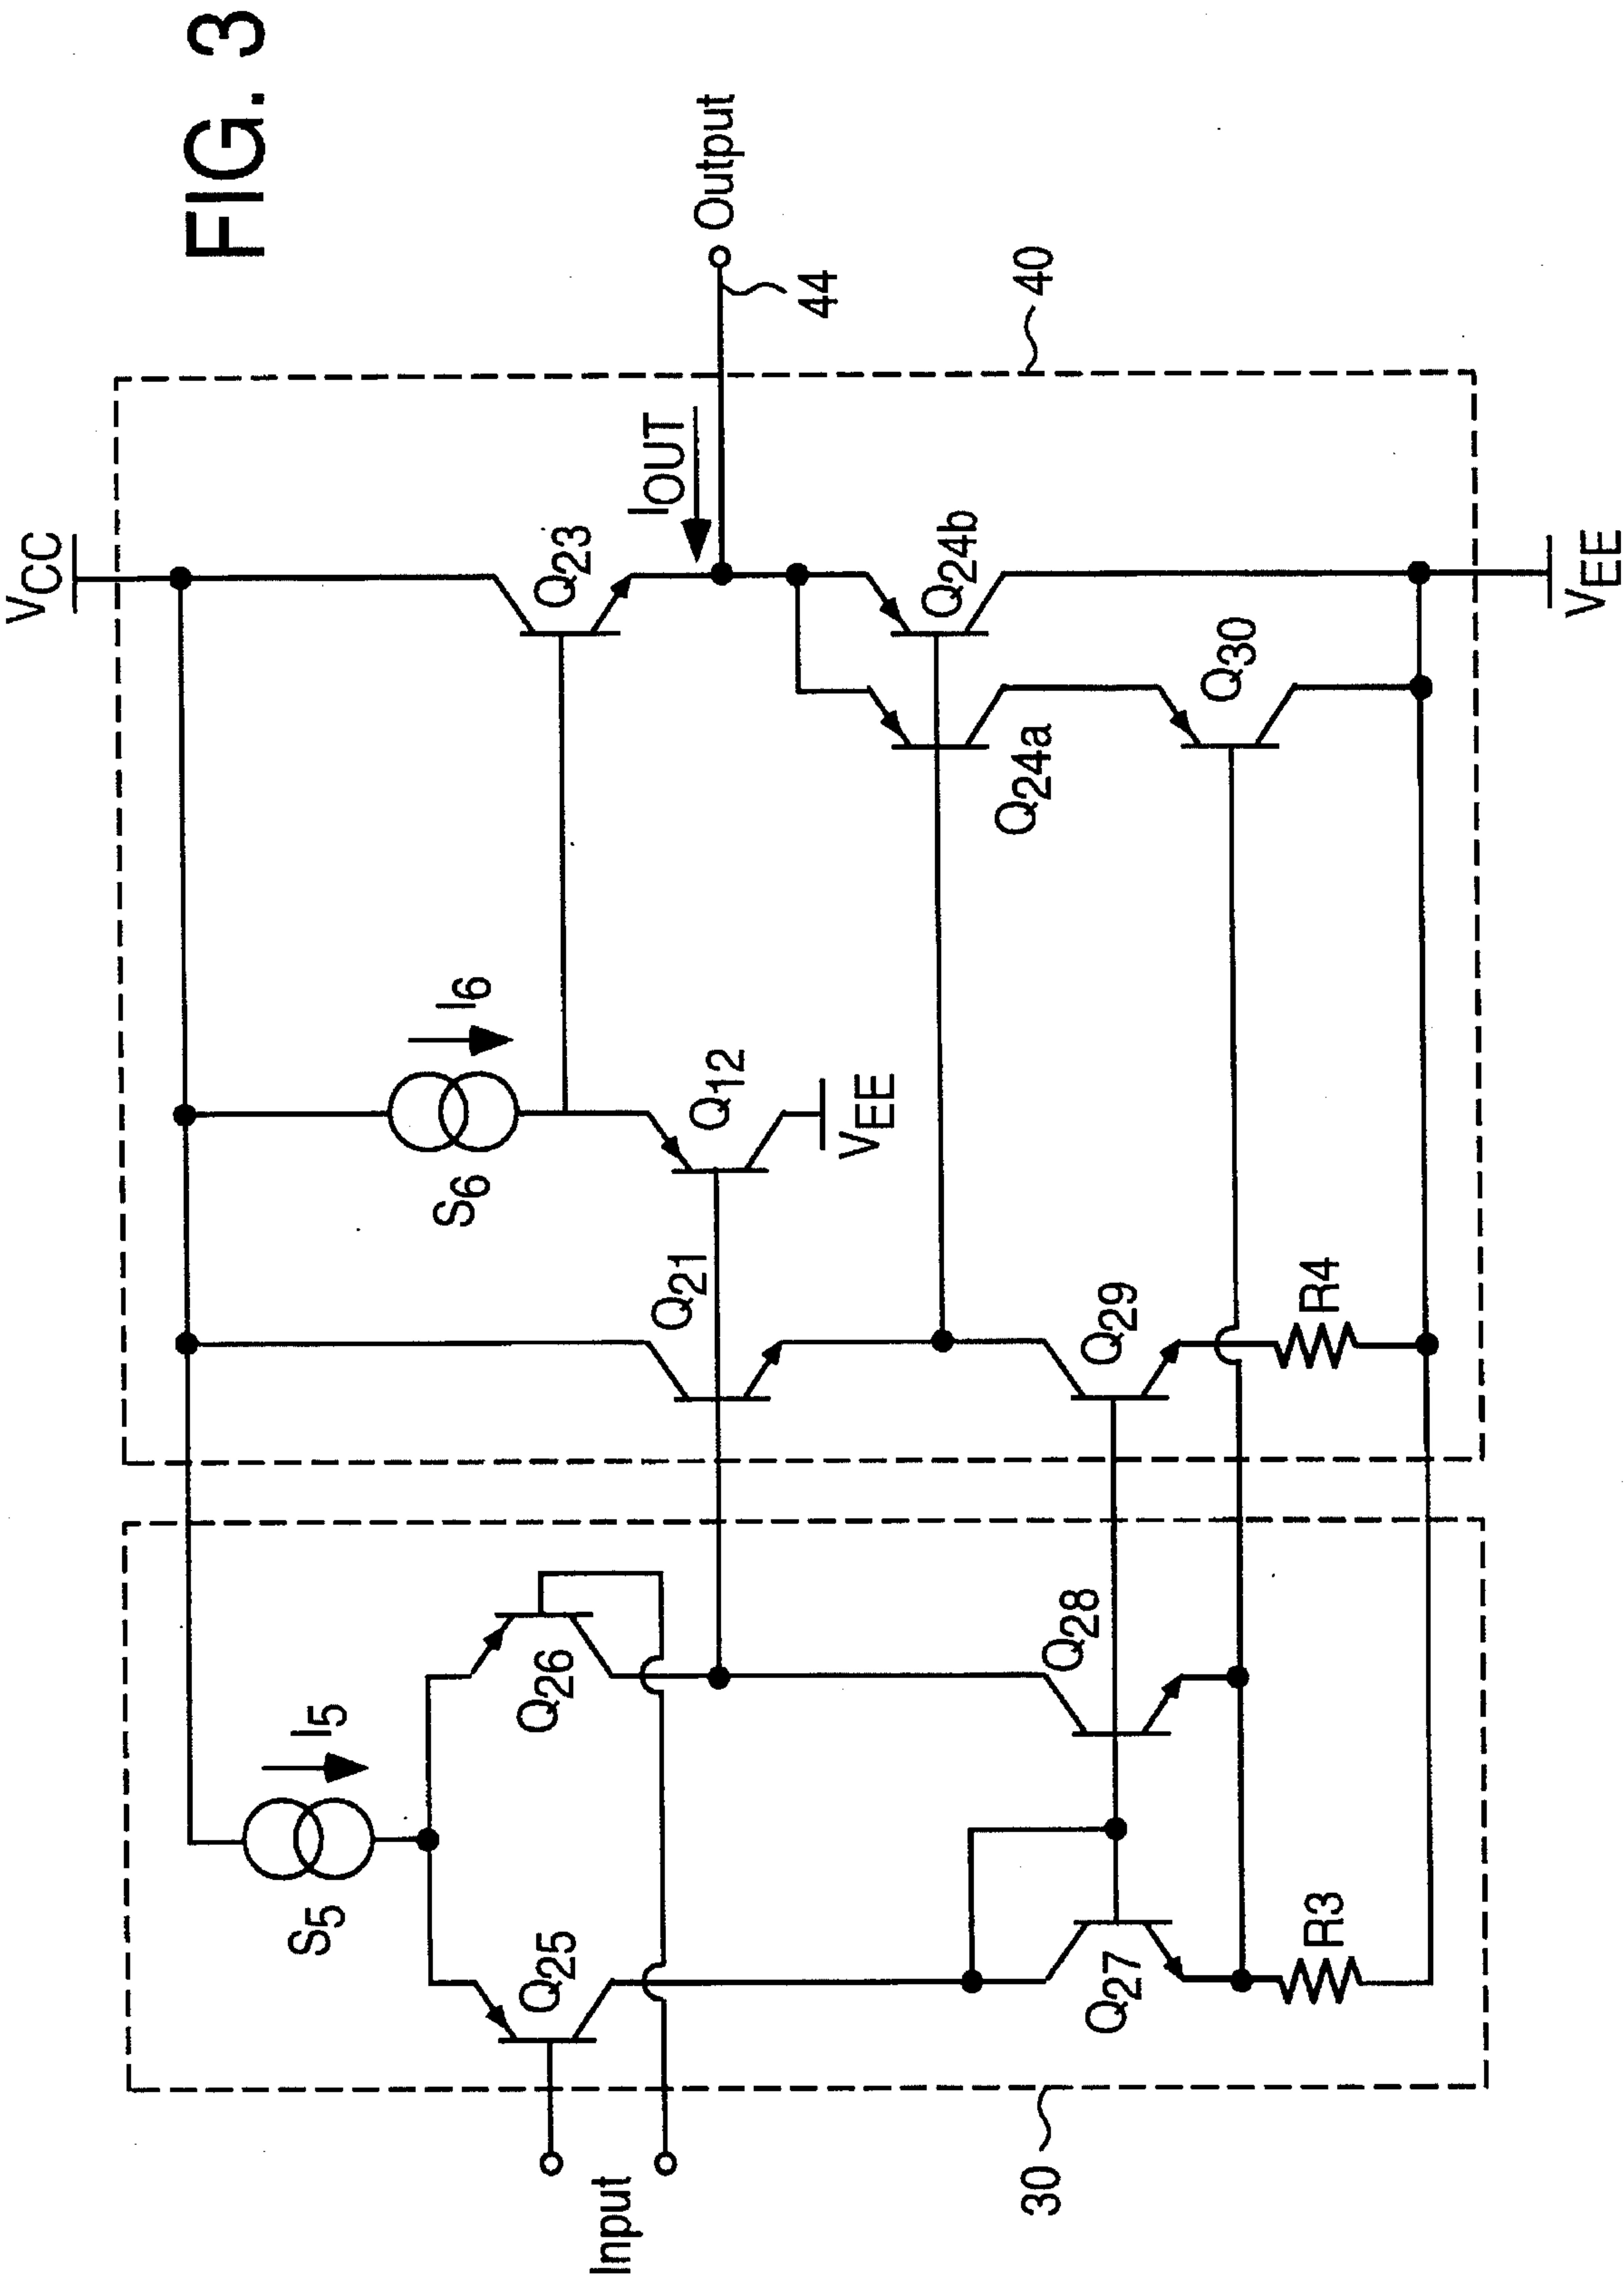 FIG. 3
VCC
Output
44
40
IOUT
Q23
Q24b
Q24a
Q30
VEE
I6
S6
Q12
VEE
Q21
Q29
R4
I5
S5
Q26
Q28
Q25
Q27
R3
Input
30